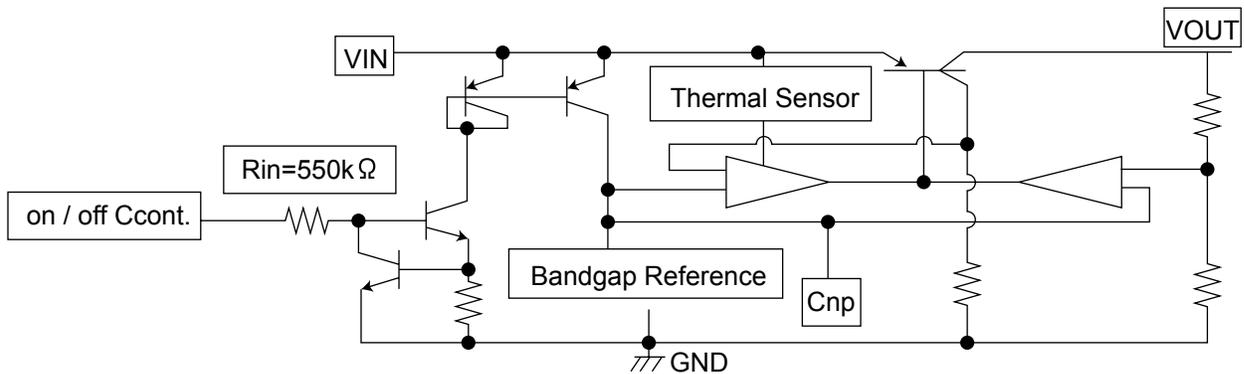 VOUT
VIN
Thermal Sensor
Rin=550kΩ
on / off Ccont.
Bandgap Reference
Cnp
GND